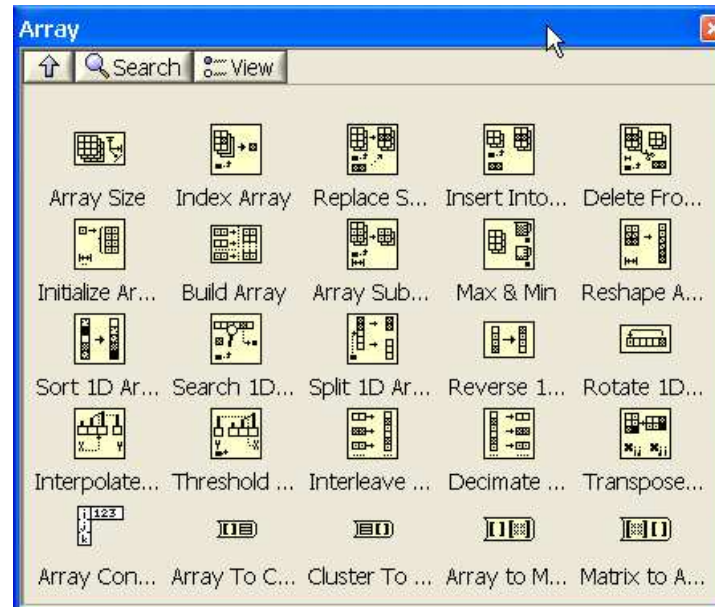 Array
Search View
Array Size Index Array Replace S... Insert Into... Delete Fro...
Initialize Ar... Build Array Array Sub... Max & Min Reshape A...
Sort 1D Ar... Search 1D... Split 1D Ar... Reverse 1... Rotate 1D...
X Y Y X x i j x j i
Interpolate... Threshold ... Interleave ... Decimate ... Transpose...
i 123
j
k
Array Con... Array To C... Cluster To ... Array to M... Matrix to A...